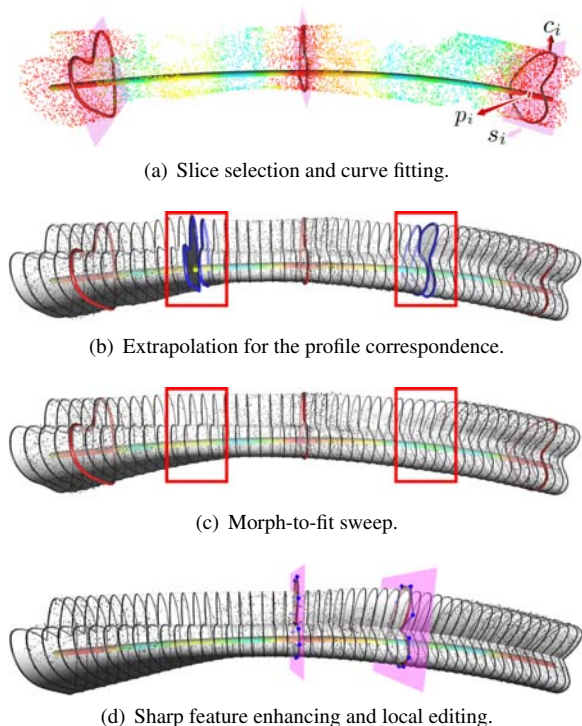 c_i
p_i
s_i
(a) Slice selection and curve fitting.
(b) Extrapolation for the profile correspondence.
(c) Morph-to-fit sweep.
(d) Sharp feature enhancing and local editing.